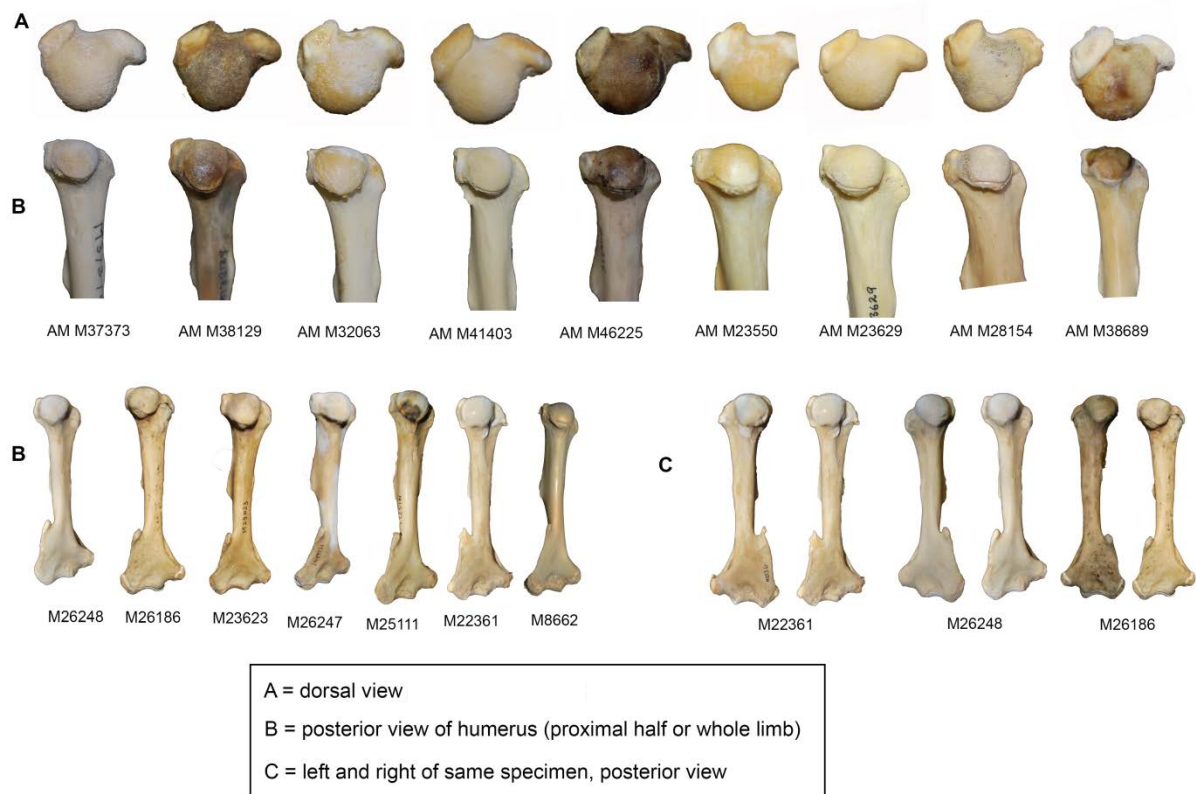 A
B
AM M37373 AM M38129 AM M32063 AM M41403 AM M46225 AM M23550 AM M23629 AM M28154 AM M38689
B C
M26248 M26186 M23623 M26247 M25111 M22361 M8662 M22361 M26248 M26186
A = dorsal view
B = posterior view of humerus (proximal half or whole limb)
C = left and right of same specimen, posterior view